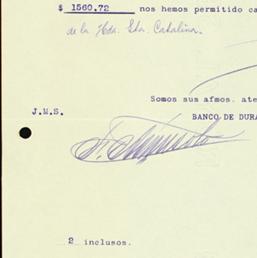 $ 1560.72 nos hemos permitido ca
de la Hda. Sta. Catalina.
Somos sus afmos. ate
J.M.S.
BANCO DE DURA
2 inclusos.